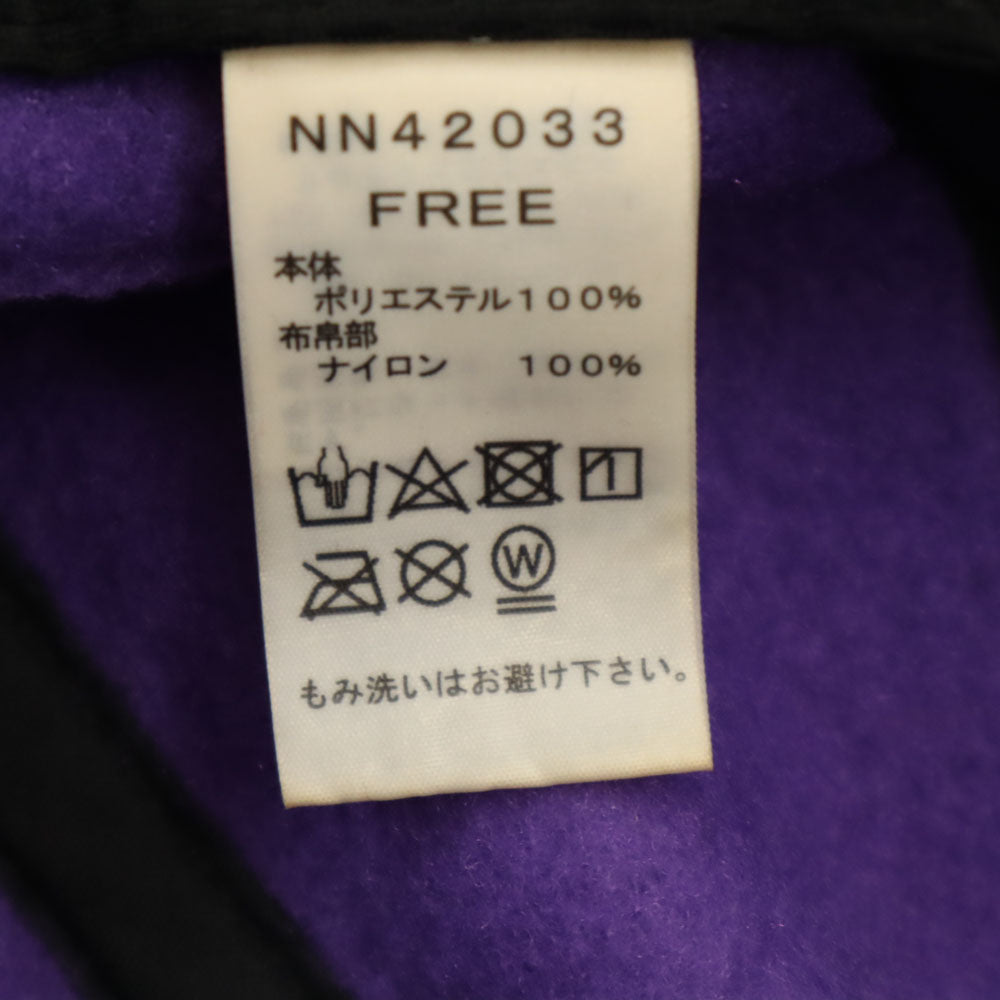 NN42033
FREE
本体
ポリエステル100%
布帛部
ナイロン 100%
W
もみ洗いはお避け下さい。